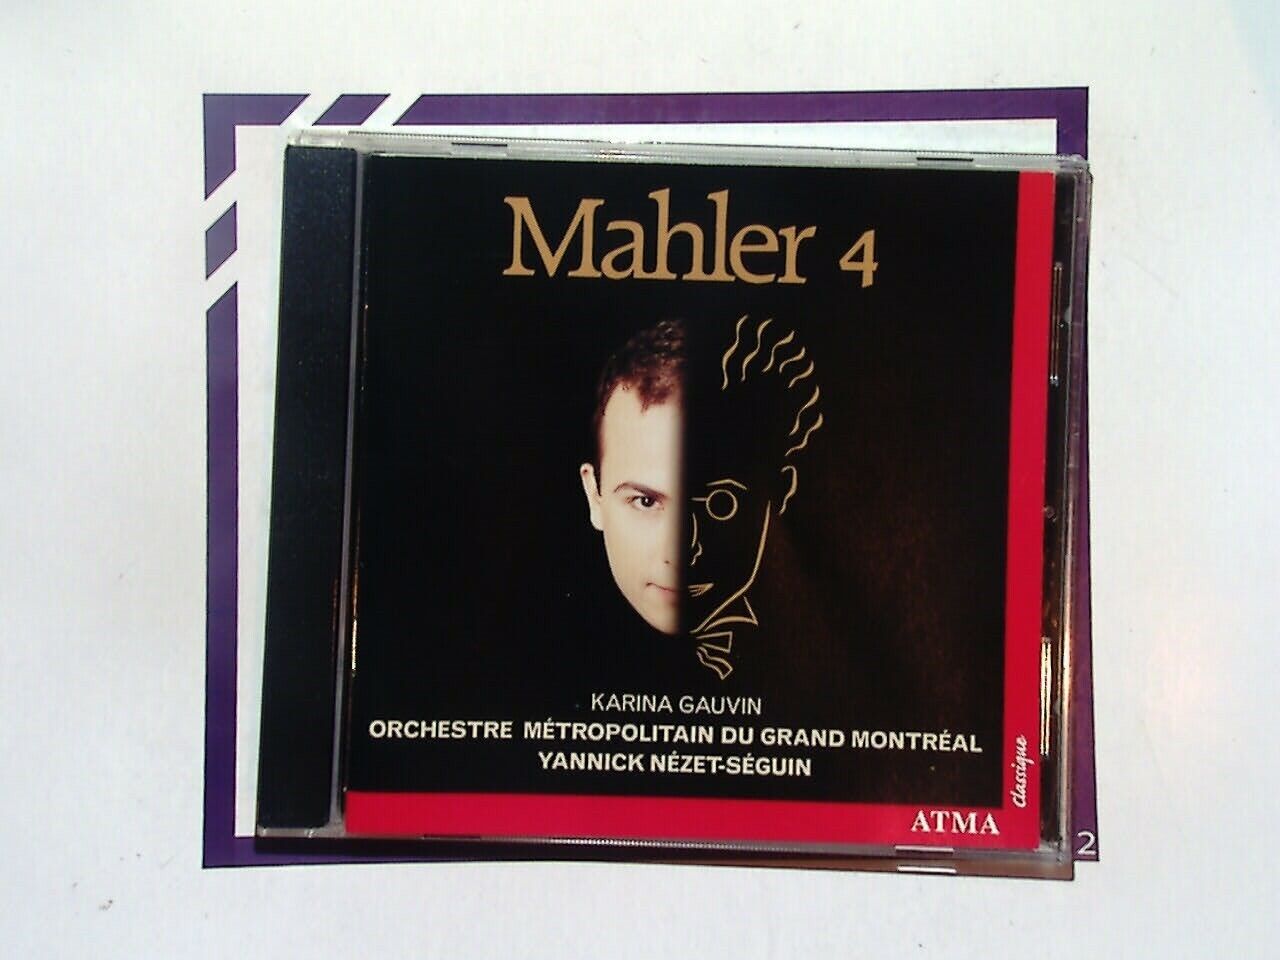 Mahler 4
KARINA GAUVIN
ORCHESTRE MÉTROPOLITAIN DU GRAND MONTRÉAL
YANNICK NÉZET-SÉGUIN
ATMA
Classique
2